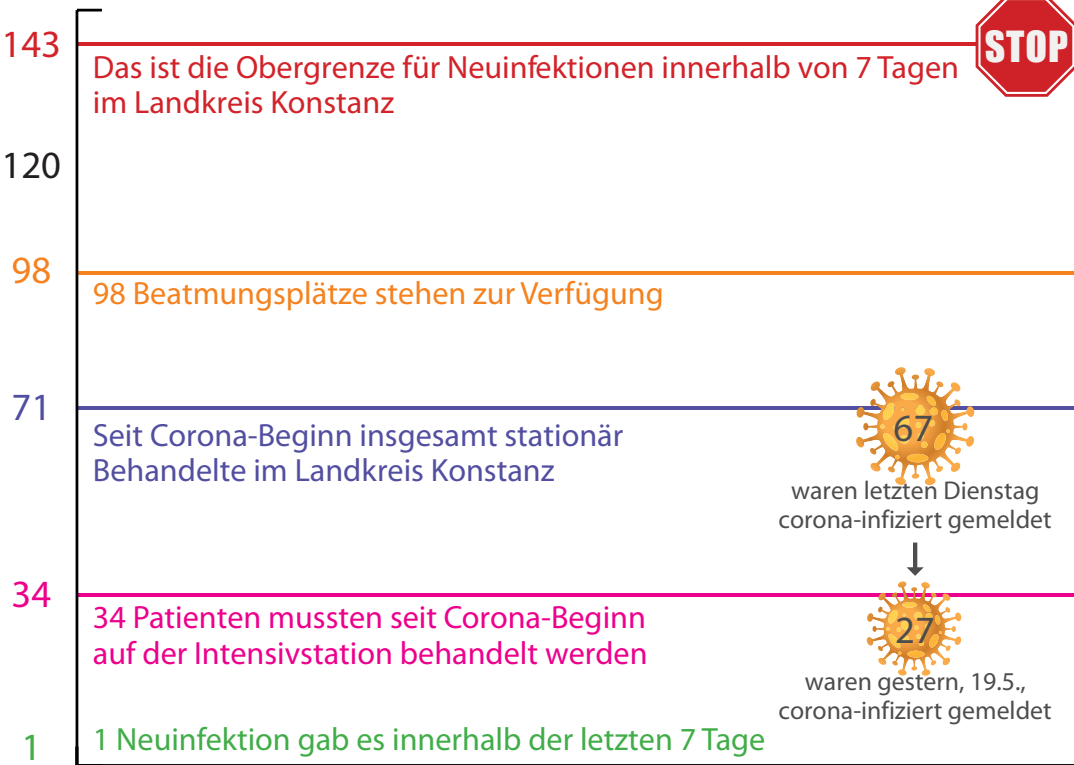 143
STOP
Das ist die Obergrenze für Neuinfektionen innerhalb von 7 Tagen
im Landkreis Konstanz
120
98
98 Beatmungsplätze stehen zur Verfügung
71
Seit Corona-Beginn insgesamt stationär
Behandelte im Landkreis Konstanz
67
waren letzten Dienstag
corona-infiziert gemeldet
34
34 Patienten mussten seit Corona-Beginn
auf der Intensivstation behandelt werden
27
waren gestern, 19.5.,
corona-infiziert gemeldet
1
1 Neuinfektion gab es innerhalb der letzten 7 Tage